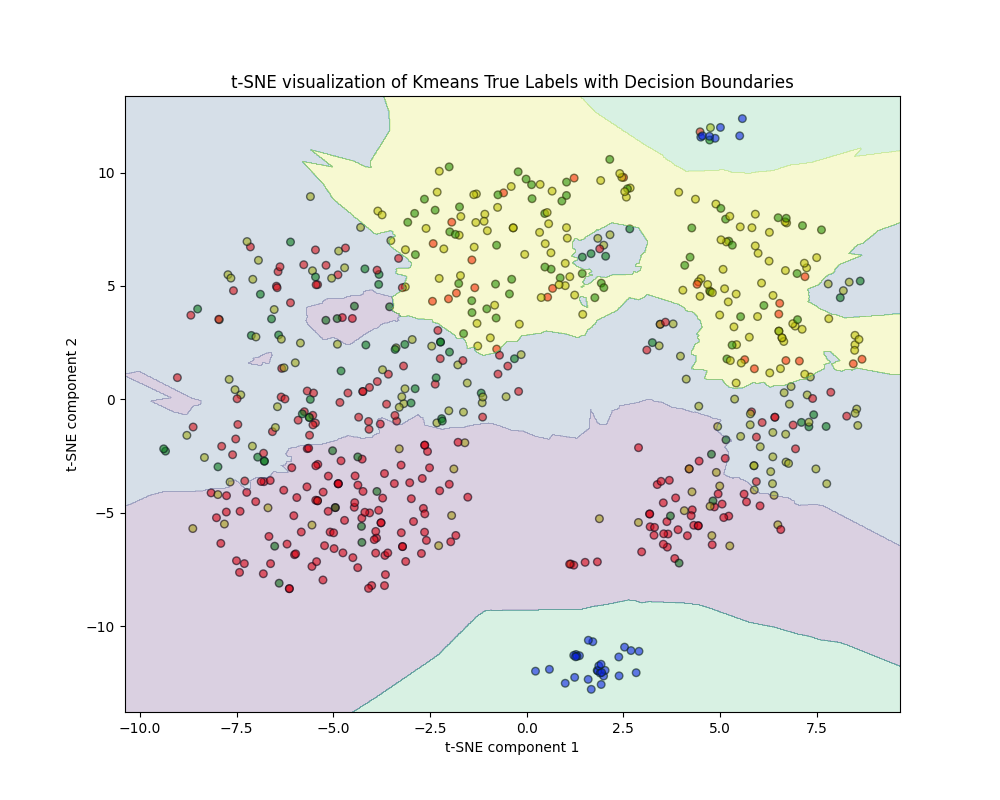 t-SNE visualization of Kmeans True Labels with Decision Boundaries
10
5
0
−5
−10
t-SNE component 2
−10.0 −7.5 −5.0 −2.5 0.0 2.5 5.0 7.5
t-SNE component 1